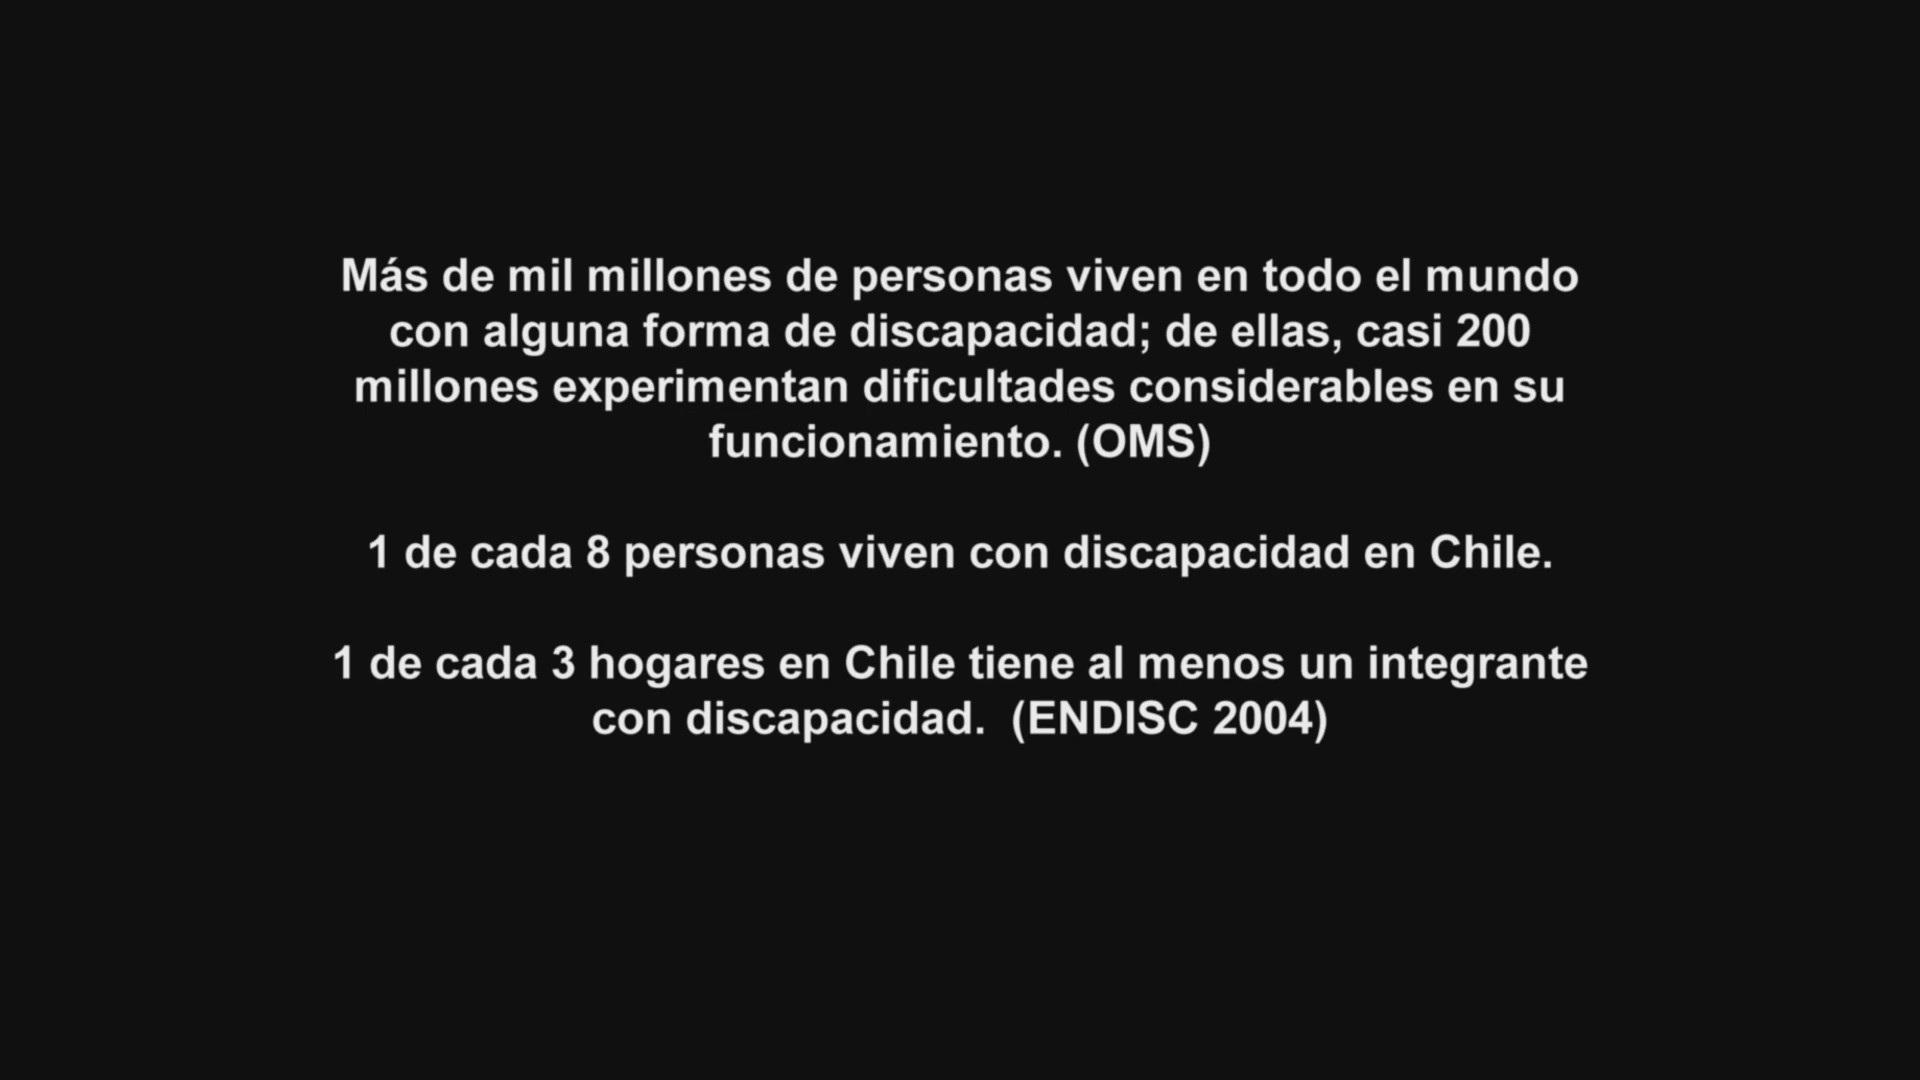 Más de mil millones de personas viven en todo el mundo
con alguna forma de discapacidad; de ellas, casi 200
millones experimentan dificultades considerables en su
funcionamiento. (OMS)
1 de cada 8 personas viven con discapacidad en Chile.
1 de cada 3 hogares en Chile tiene al menos un integrante
con discapacidad.  (ENDISC 2004)